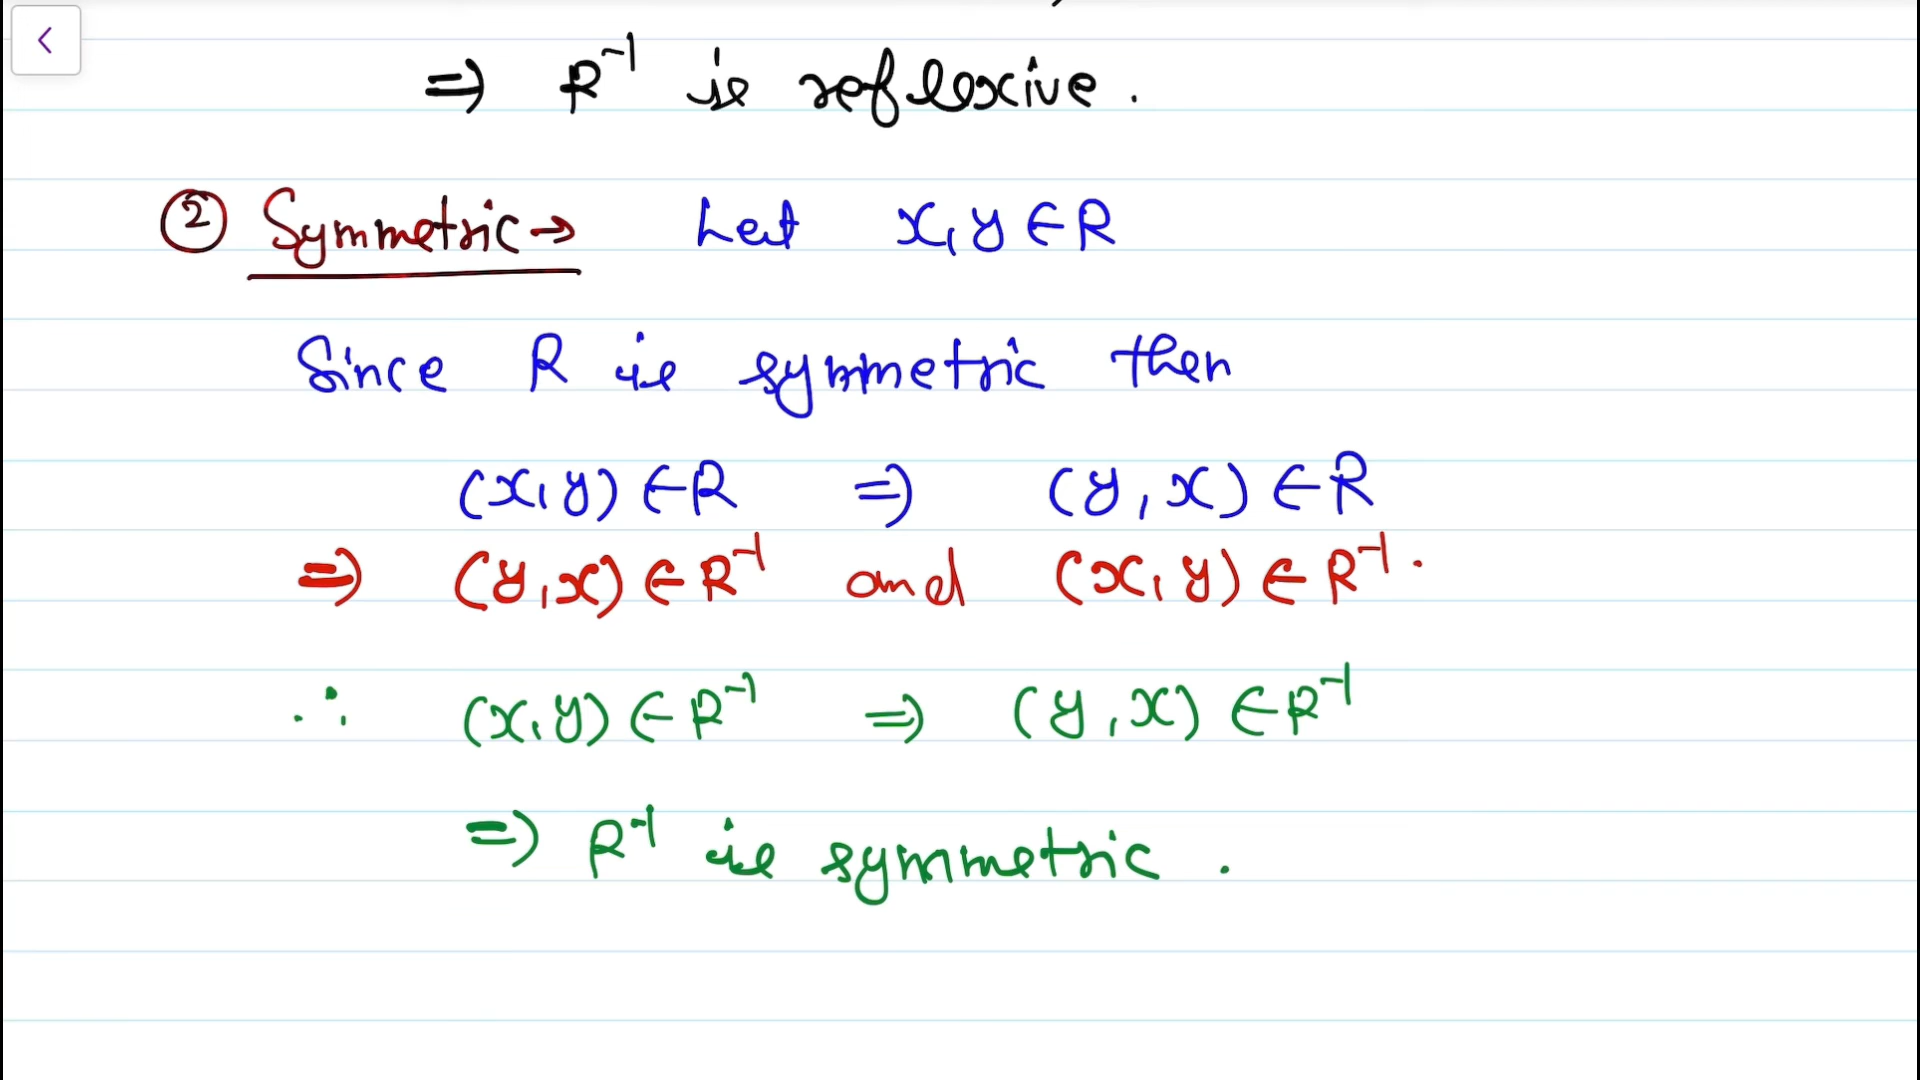 ⇒ R⁻¹ is reflexive.
② Symmetric → Let x, y ∈ R
Since R is symmetric then
(x, y) ∈ R ⇒ (y, x) ∈ R
⇒ (y, x) ∈ R⁻¹ and (x, y) ∈ R⁻¹.
∴ (x, y) ∈ R⁻¹ ⇒ (y, x) ∈ R⁻¹
⇒ R⁻¹ is symmetric.